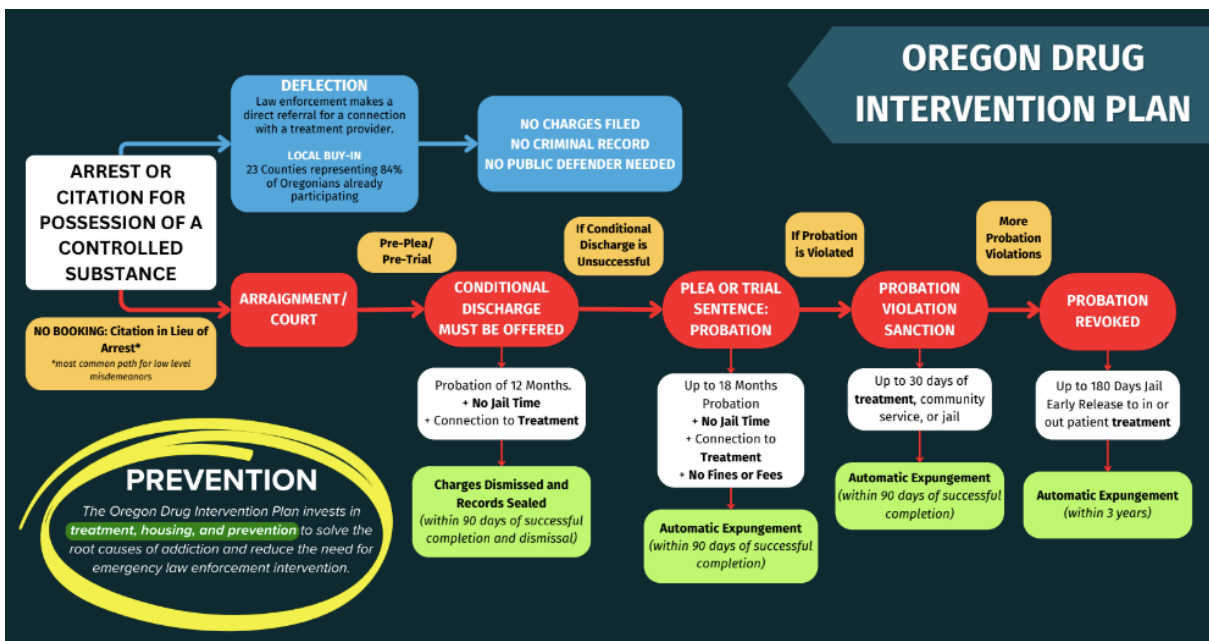 OREGON DRUG
INTERVENTION PLAN
DEFLECTION
Law enforcement makes a
direct referral for a connection
with a treatment provider.
LOCAL BUY-IN
23 Counties representing 84%
of Oregonians already
participating
NO CHARGES FILED
NO CRIMINAL RECORD
NO PUBLIC DEFENDER NEEDED
ARREST OR
CITATION FOR
POSSESSION OF A
CONTROLLED
SUBSTANCE
NO BOOKING: Citation in Lieu of
Arrest*
*most common path for low level
misdemeanors
ARRAIGNMENT/
COURT
Pre-Plea/
Pre-Trial
CONDITIONAL
DISCHARGE
MUST BE OFFERED
Probation of 12 Months.
+ No Jail Time
+ Connection to Treatment
Charges Dismissed and
Records Sealed
(within 90 days of successful
completion and dismissal)
If Conditional
Discharge is
Unsuccessful
PLEA OR TRIAL
SENTENCE:
PROBATION
Up to 18 Months
Probation
+ No Jail Time
+ Connection to
Treatment
+ No Fines or Fees
Automatic Expungement
(within 90 days of successful
completion)
If Probation
is Violated
PROBATION
VIOLATION
SANCTION
Up to 30 days of
treatment, community
service, or jail
Automatic Expungement
(within 90 days of successful
completion)
More
Probation
Violations
PROBATION
REVOKED
Up to 180 Days Jail
Early Release to in or
out patient treatment
Automatic Expungement
(within 3 years)
PREVENTION
The Oregon Drug Intervention Plan invests in
treatment, housing, and prevention to solve the
root causes of addiction and reduce the need for
emergency law enforcement intervention.